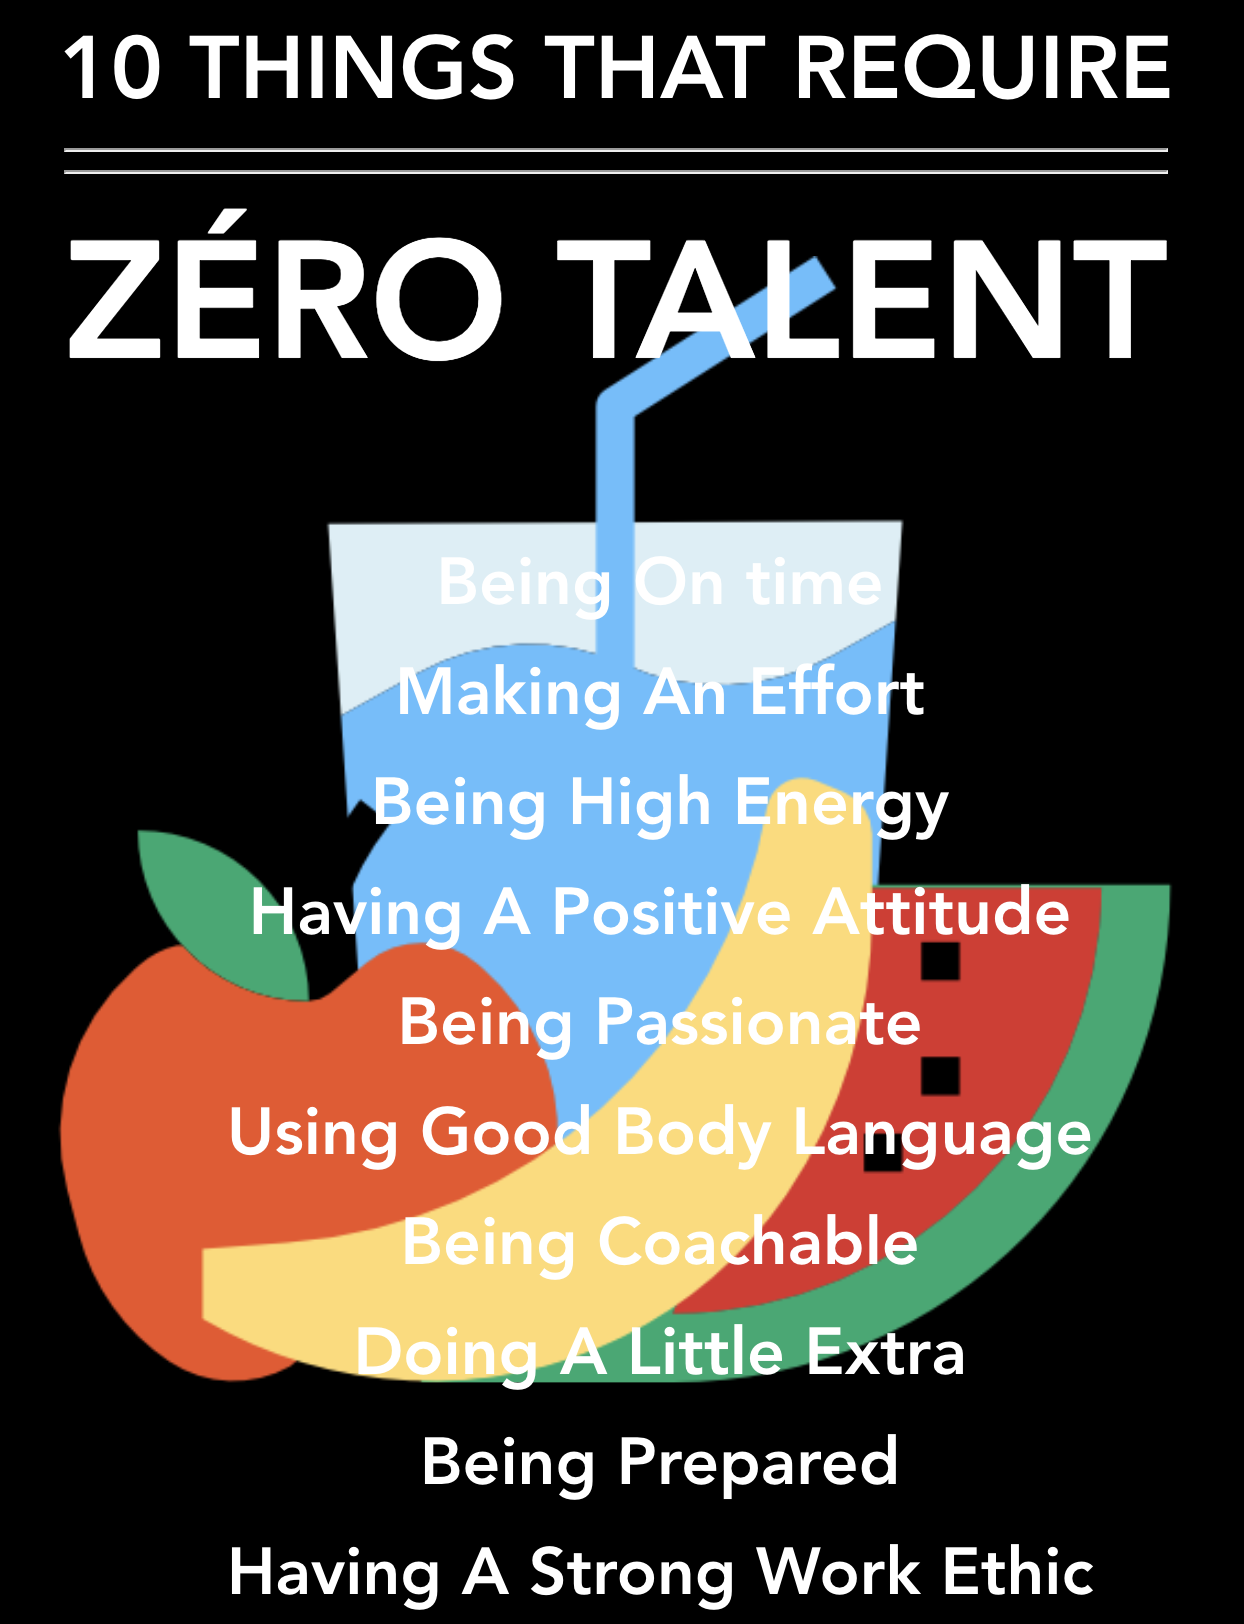 10 THINGS THAT REQUIRE
ZÉRO TALENT
Being On time
Making An Effort
Being High Energy
Having A Positive Attitude
Being Passionate
Using Good Body Language
Being Coachable
Doing A Little Extra
Being Prepared
Having A Strong Work Ethic